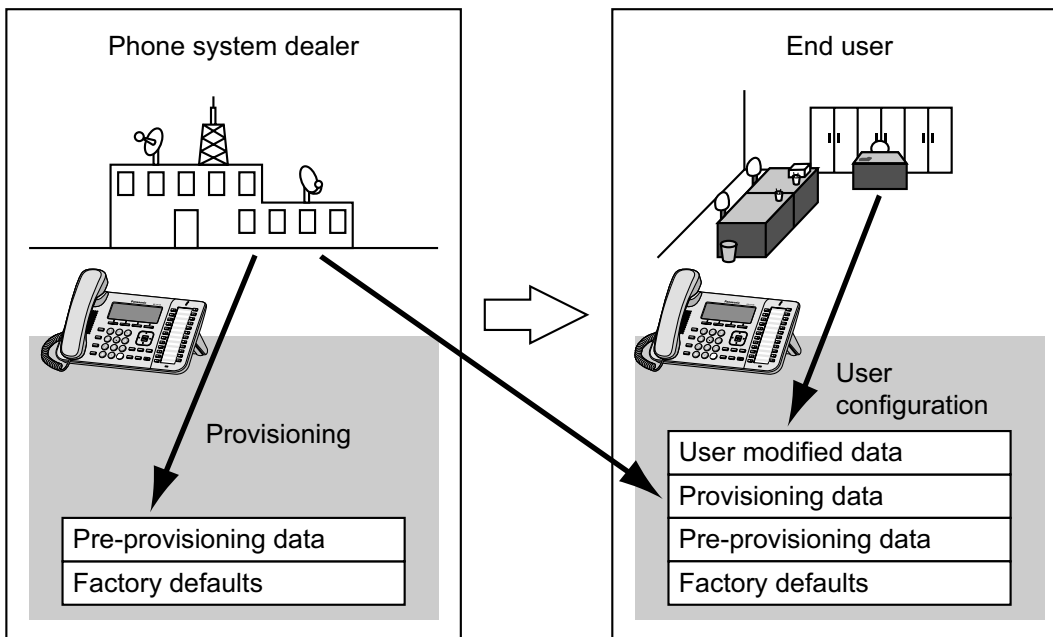 Phone system dealer
Provisioning
Pre-provisioning data
Factory defaults
End user
User
configuration
User modified data
Provisioning data
Pre-provisioning data
Factory defaults